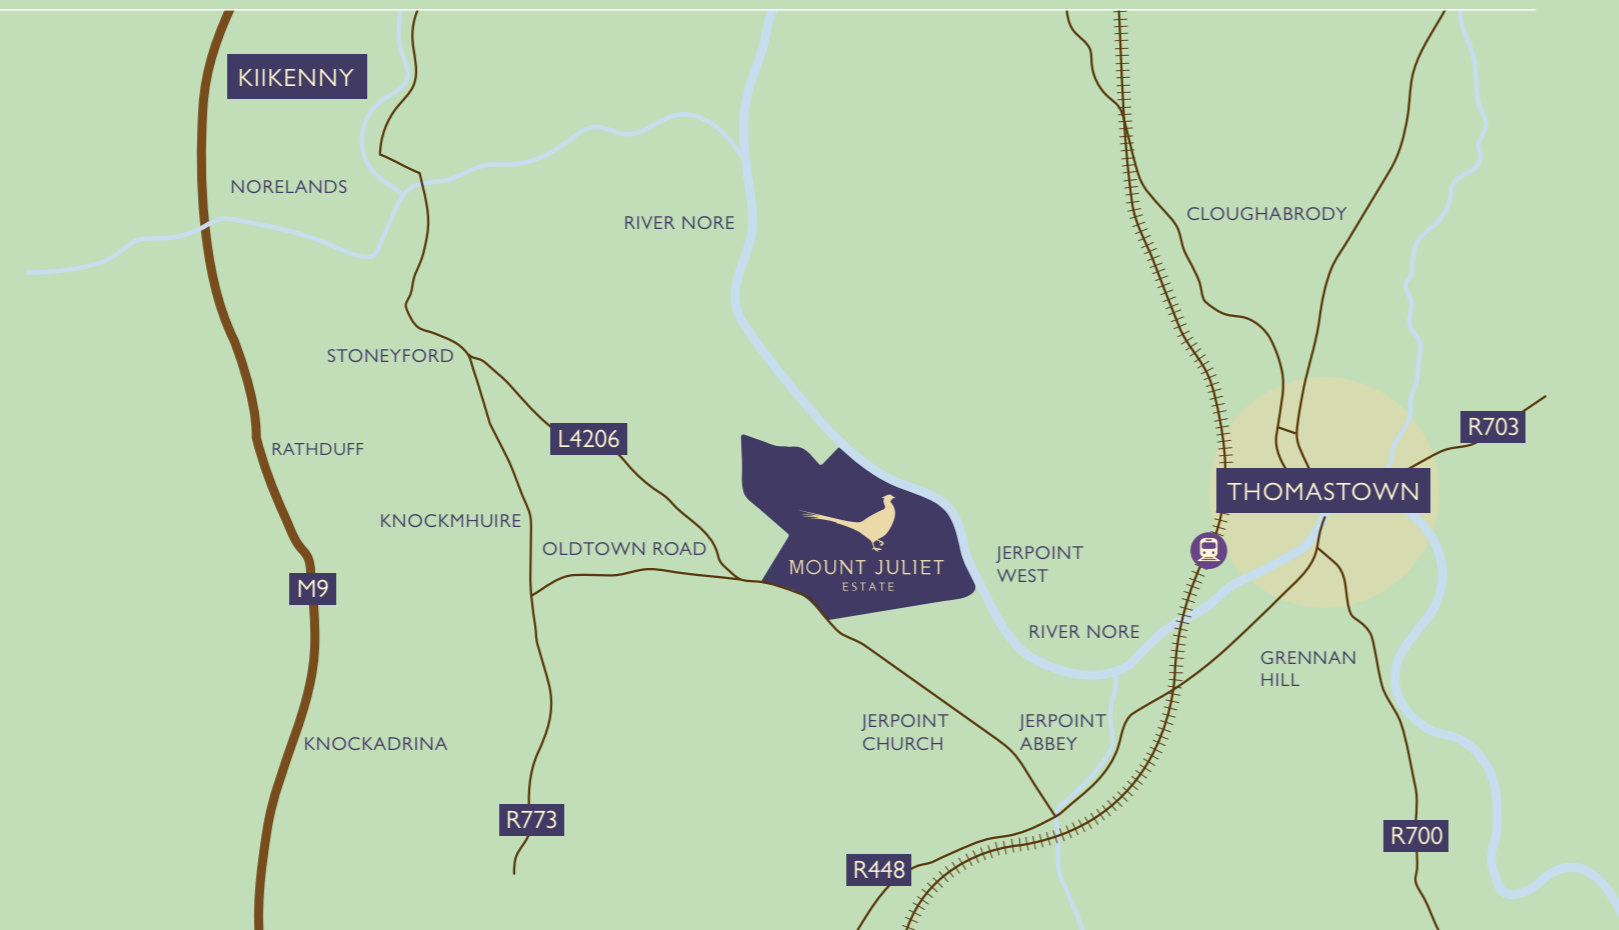 KIIKENNY
NORELANDS
RIVER NORE
CLOUGHABRODY
STONEYFORD
L4206
R703
RATHDUFF
THOMASTOWN
KNOCKMHUIRE
OLDTOWN ROAD
MOUNT JULIET
ESTATE
JERPOINT
WEST
M9
RIVER NORE
GRENNAN
HILL
JERPOINT
CHURCH
JERPOINT
ABBEY
KNOCKADRINA
R773
R448
R700